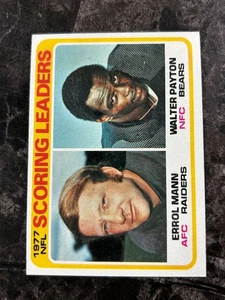 1977 NFL
SCORING LEADERS
ERROL MANN
AFC RAIDERS
WALTER PAYTON
NFC BEARS